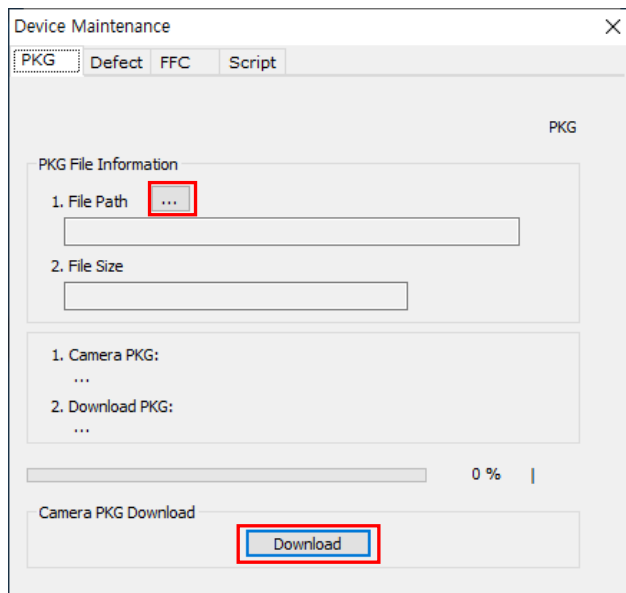 Device Maintenance
PKG Defect FFC Script
PKG
PKG File Information
1. File Path ...
2. File Size
1. Camera PKG:
...
2. Download PKG:
...
0 % |
Camera PKG Download
Download